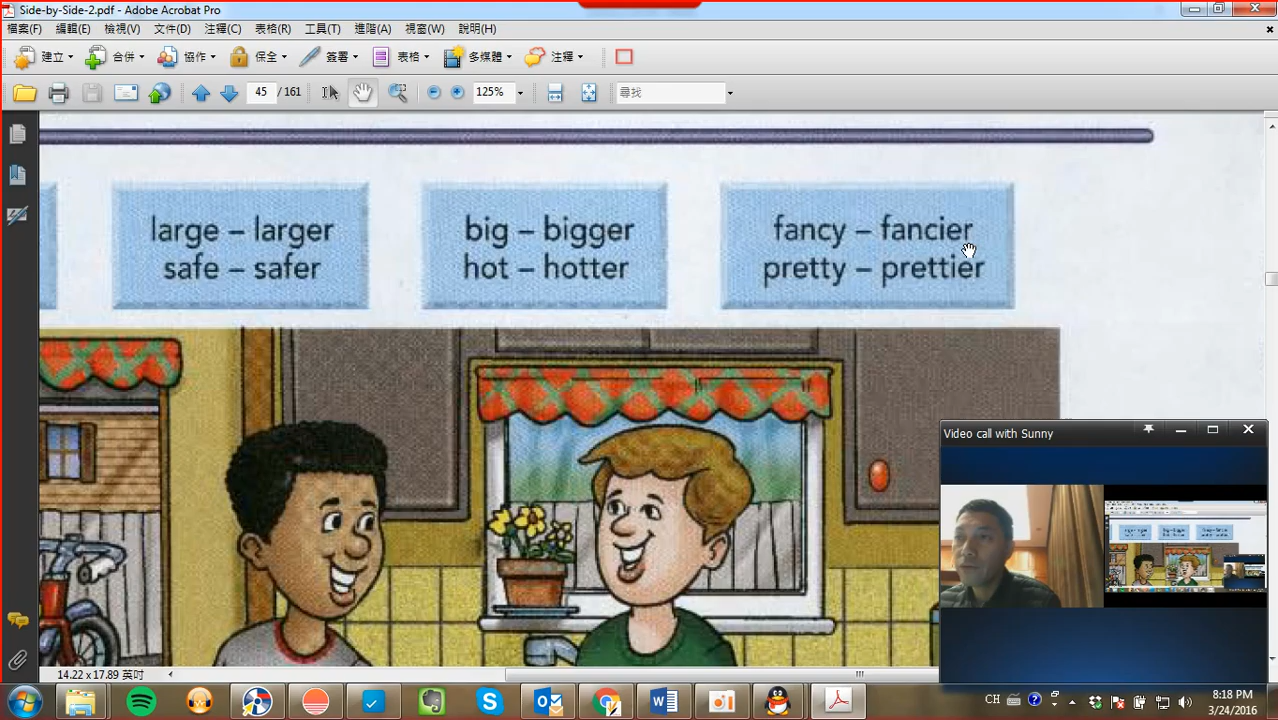 Side-by-Side-2.pdf - Adobe Acrobat Pro
檔案(F) 編輯(E) 檢視(V) 文件(D) 注釋(C) 表格(R) 工具(T) 進階(A) 視窗(W) 說明(H)
建立 合併 協作 保全 簽署 表格 多媒體 注釋
45 / 161 125% 尋找
large – larger
safe – safer
big – bigger
hot – hotter
fancy – fancier
pretty – prettier
Video call with Sunny
14.22 x 17.89 英吋
CH
8:18 PM
3/24/2016